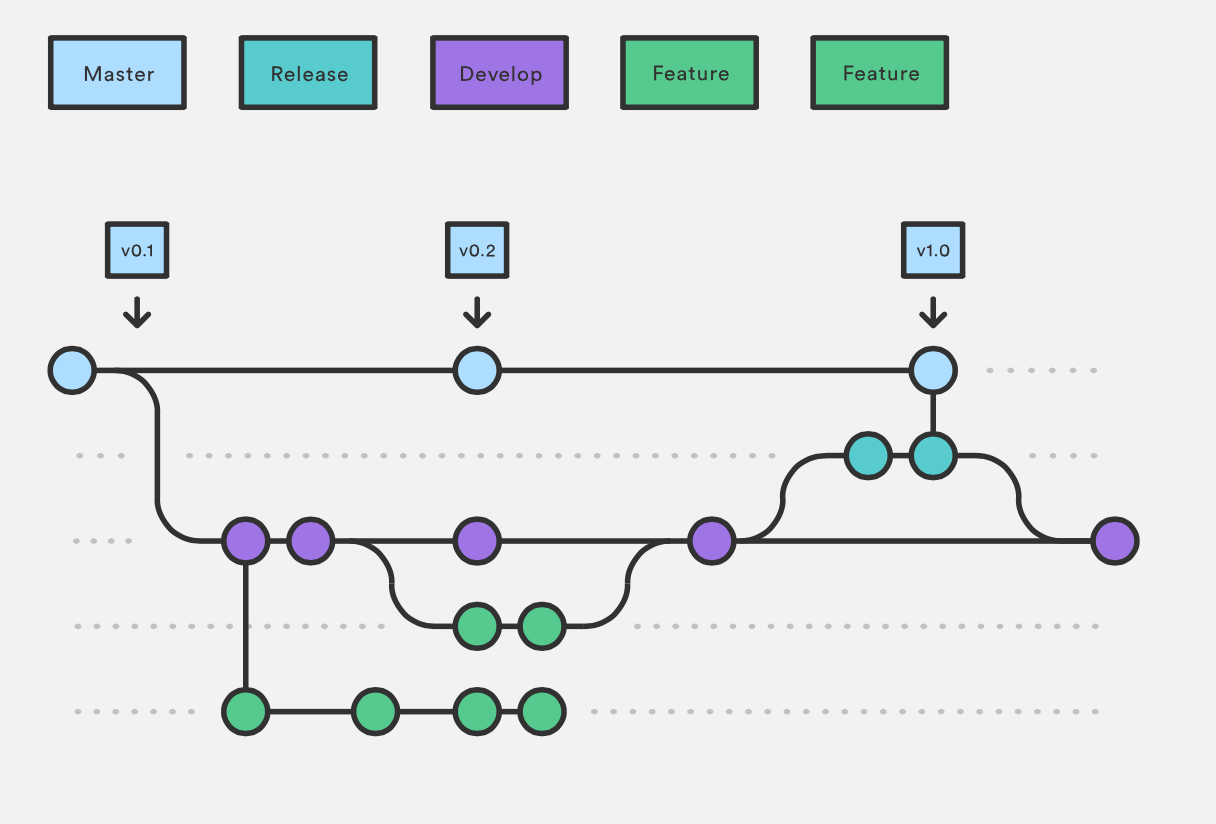 Master
Release
Develop
Feature
Feature
v0.1
v0.2
v1.0